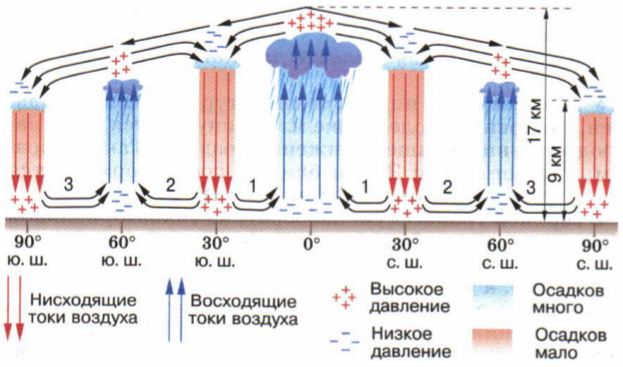 17 км
9 км
3 2 1 1 2 3
90° 60° 30° 0° 30° 60° 90°
ю. ш. ю. ш. ю. ш. с. ш. с. ш. с. ш.
Нисходящие
токи воздуха
Восходящие
токи воздуха
Высокое
давление
Низкое
давление
Осадков
много
Осадков
мало